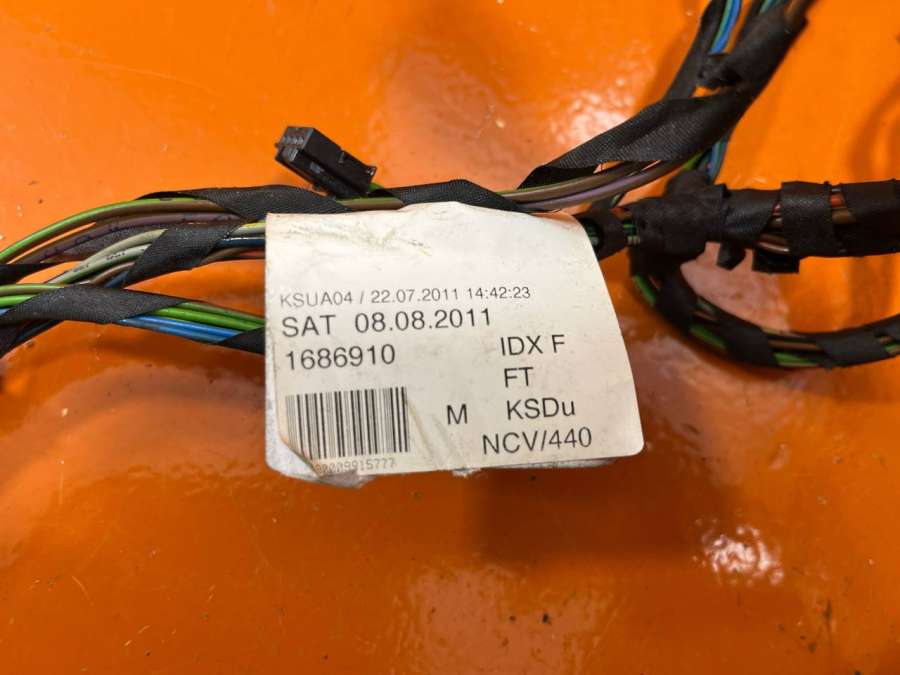 KSUA04 / 22.07.2011 14:42:23
SAT 08.08.2011
1686910
IDX F
FT
M KSDu
NCV/440